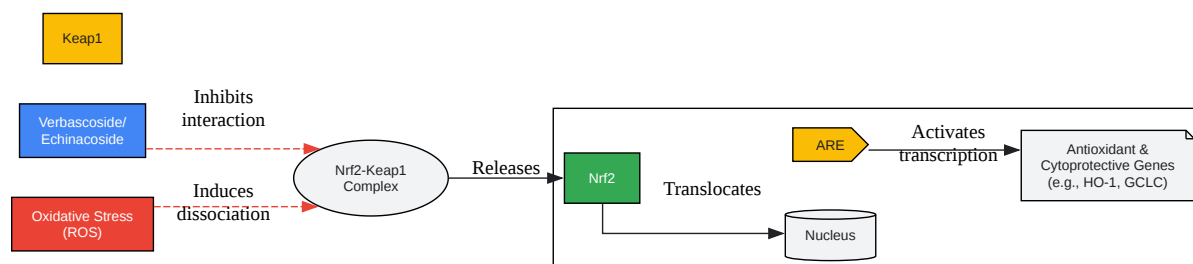 Keap1
Verbascoside/
Echinacoside
Inhibits
interaction
Oxidative Stress
(ROS)
Induces
dissociation
Nrf2-Keap1
Complex
Releases
Nrf2
Translocates
Nucleus
ARE
Activates
transcription
Antioxidant &
Cytoprotective Genes
(e.g., HO-1, GCLC)